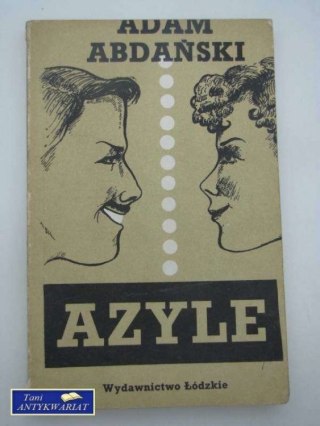 ADAM
ABDAŃSKI
AZYLE
Wydawnictwo Łódzkie
Tani
ANTYKWARIAT